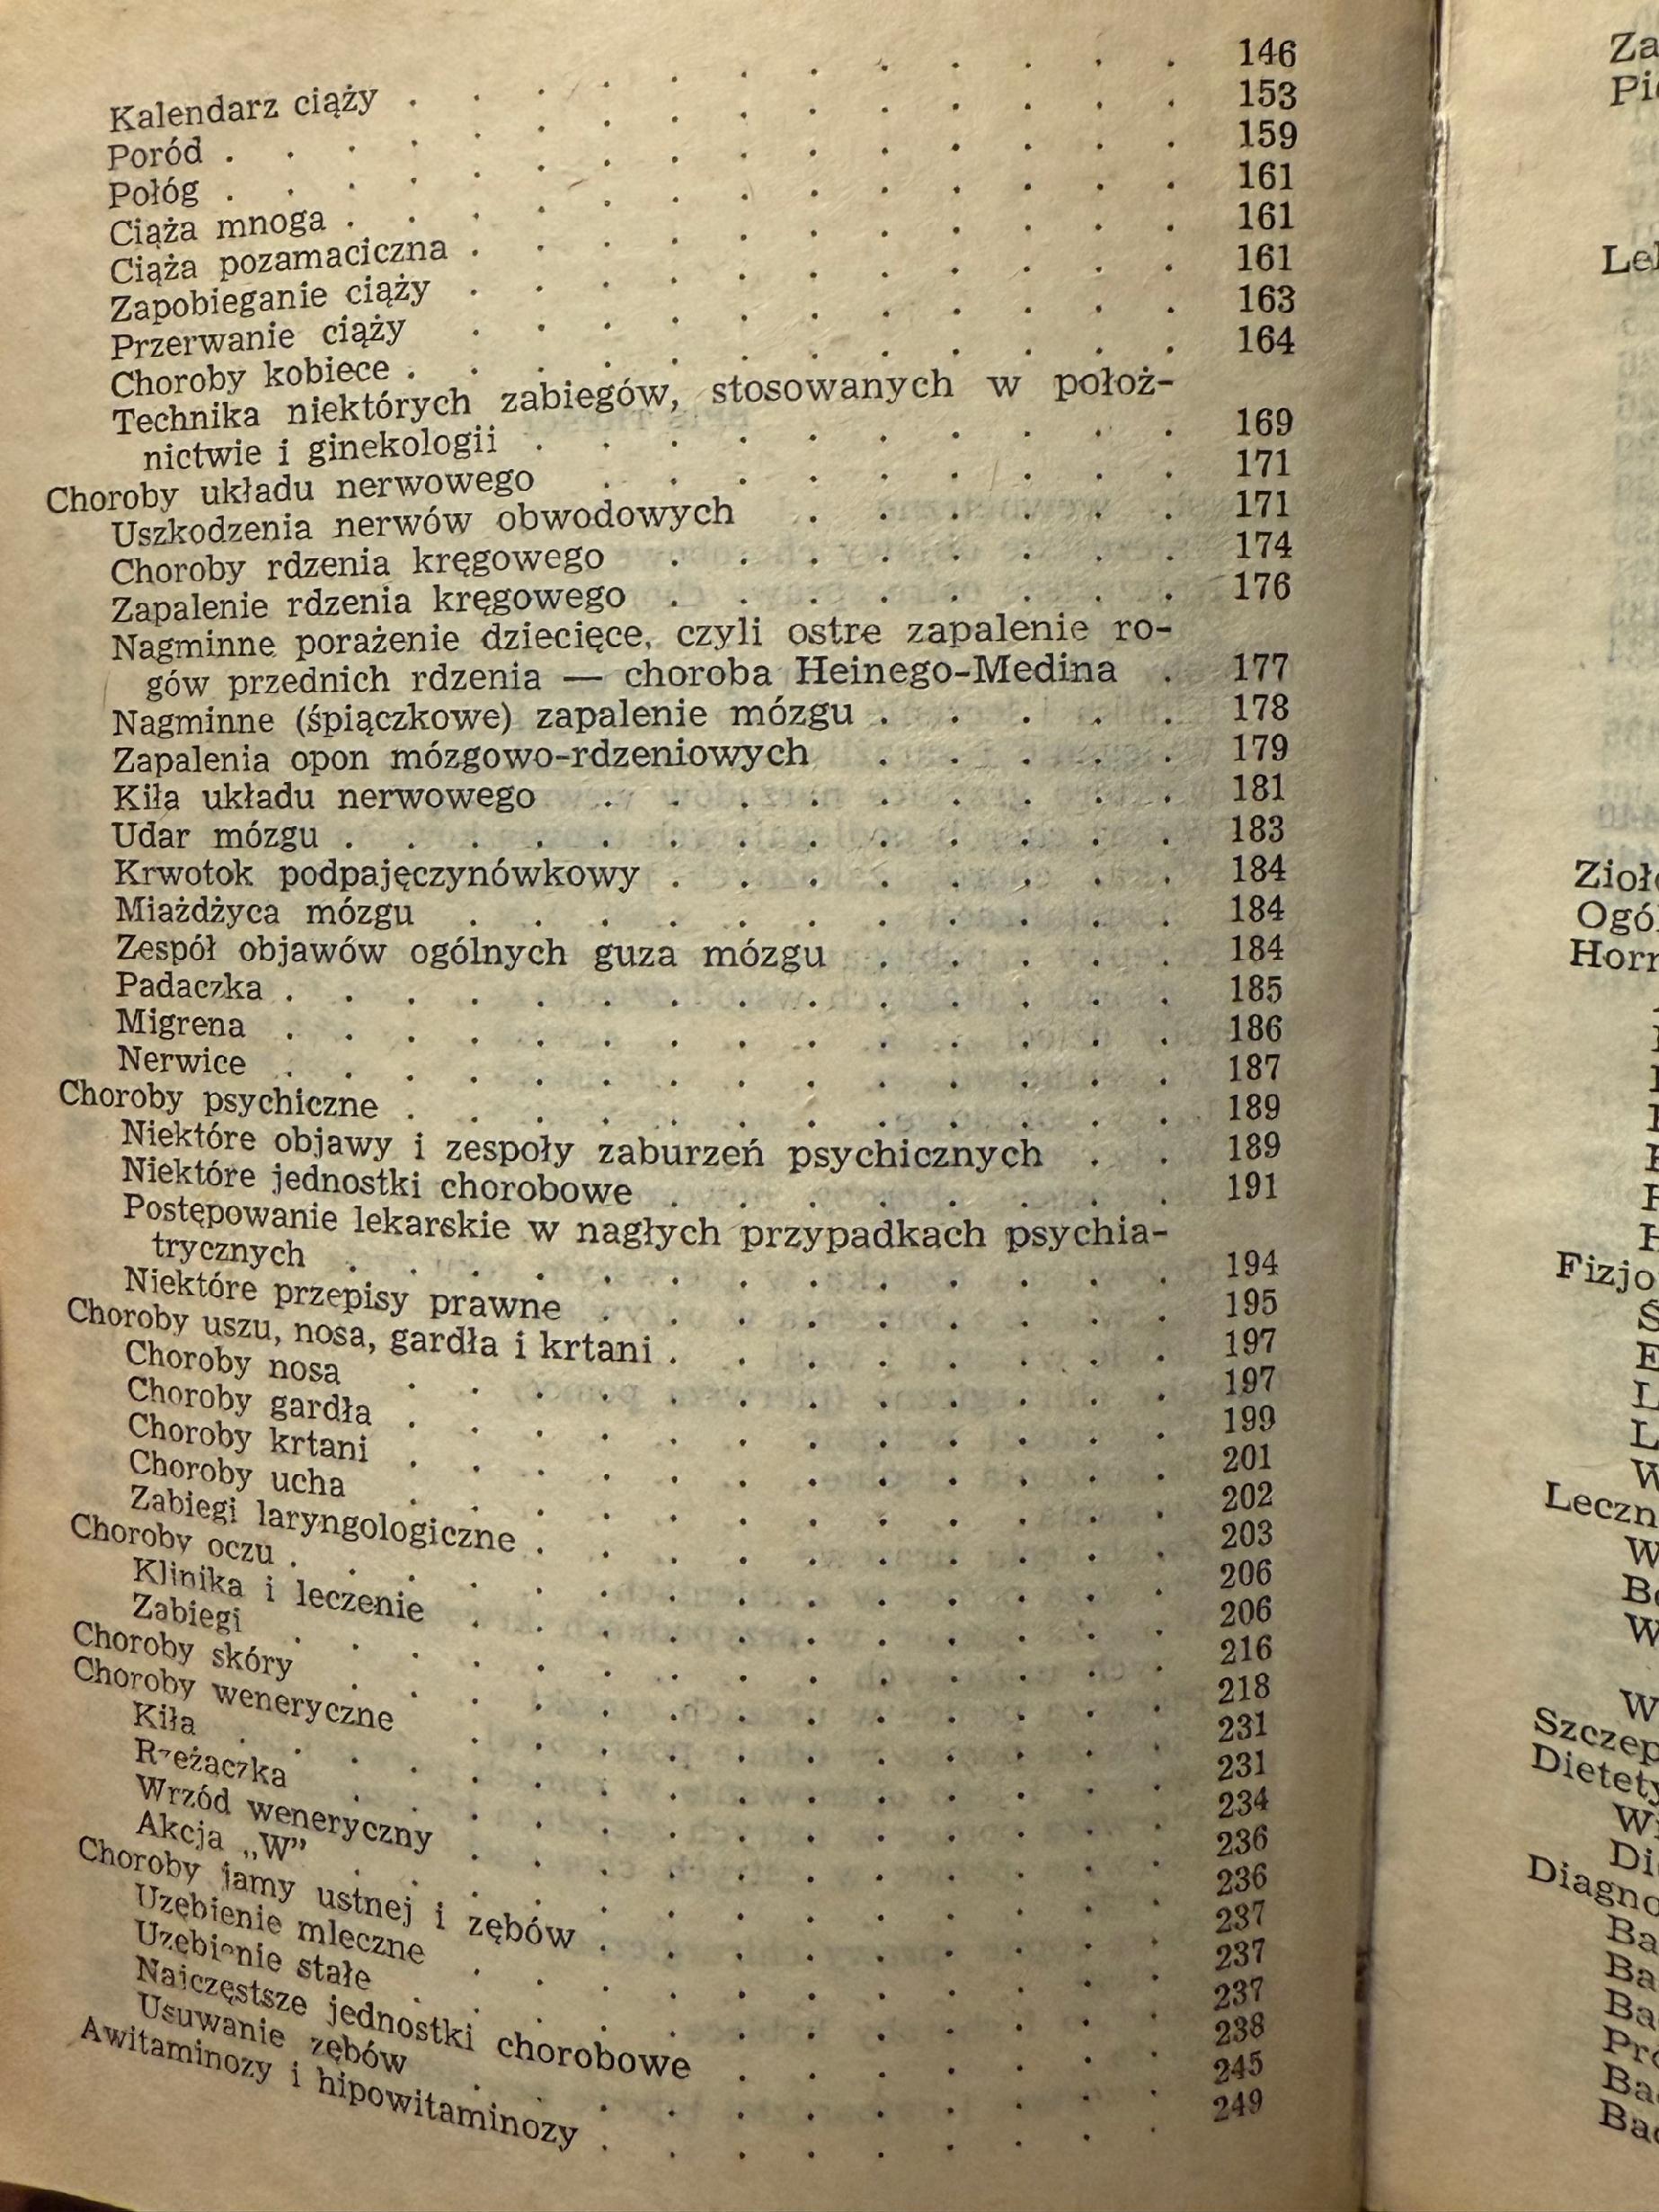 Kalendarz ciąży . . . . . . . . . . . . 146
Poród . . . . . . . . . . . . . . . 153
Połóg . . . . . . . . . . . . . . . 159
Ciąża mnoga . . . . . . . . . . . . . 161
Ciąża pozamaciczna . . . . . . . . . . . 161
Zapobieganie ciąży . . . . . . . . . . . 161
Przerwanie ciąży . . . . . . . . . . . 163
Choroby kobiece . . . . . . . . . . . . 164
Technika niektórych zabiegów, stosowanych w położ-
nictwie i ginekologii . . . . . . . . . . 169
Choroby układu nerwowego . . . . . . . . . 171
Uszkodzenia nerwów obwodowych . . . . . . 171
Choroby rdzenia kręgowego . . . . . . . . 174
Zapalenie rdzenia kręgowego . . . . . . . . 176
Nagminne porażenie dziecięce, czyli ostre zapalenie ro-
gów przednich rdzenia — choroba Heinego-Medina . 177
Nagminne (śpiączkowe) zapalenie mózgu . . . . . 178
Zapalenia opon mózgowo-rdzeniowych . . . . . 179
Kiła układu nerwowego . . . . . . . . . 181
Udar mózgu . . . . . . . . . . . . . 183
Krwotok podpajęczynówkowy . . . . . . . . 184
Miażdżyca mózgu . . . . . . . . . . . 184
Zespół objawów ogólnych guza mózgu . . . . . 184
Padaczka . . . . . . . . . . . . . . 185
Migrena . . . . . . . . . . . . . . 186
Nerwice . . . . . . . . . . . . . . 187
Choroby psychiczne . . . . . . . . . . . . 189
Niektóre objawy i zespoły zaburzeń psychicznych . . 189
Niektóre jednostki chorobowe . . . . . . . . 191
Postępowanie lekarskie w nagłych przypadkach psychia-
trycznych . . . . . . . . . . . . . 194
Niektóre przepisy prawne . . . . . . . . . 195
Choroby uszu, nosa, gardła i krtani . . . . . . . . 197
Choroby nosa . . . . . . . . . . . . 197
Choroby gardła . . . . . . . . . . . . 199
Choroby krtani . . . . . . . . . . . . 201
Choroby ucha . . . . . . . . . . . . 202
Zabiegi laryngologiczne . . . . . . . . . . 203
Choroby oczu . . . . . . . . . . . . . . 206
Klinika i leczenie . . . . . . . . . . . 206
Zabiegi . . . . . . . . . . . . . . 216
Choroby skóry . . . . . . . . . . . . . 218
Choroby weneryczne . . . . . . . . . . . . 231
Kiła . . . . . . . . . . . . . . . 231
Rzeżączka . . . . . . . . . . . . . 234
Wrzód weneryczny . . . . . . . . . . . 236
Akcja „W” . . . . . . . . . . . . . 236
Choroby jamy ustnej i zębów . . . . . . . . . 237
Uzębienie mleczne . . . . . . . . . . . 237
Uzębienie stałe . . . . . . . . . . . . 237
Najczęstsze jednostki chorobowe . . . . . . . 238
Usuwanie zębów . . . . . . . . . . . 245
Awitaminozy i hipowitaminozy . . . . . . . . . 249